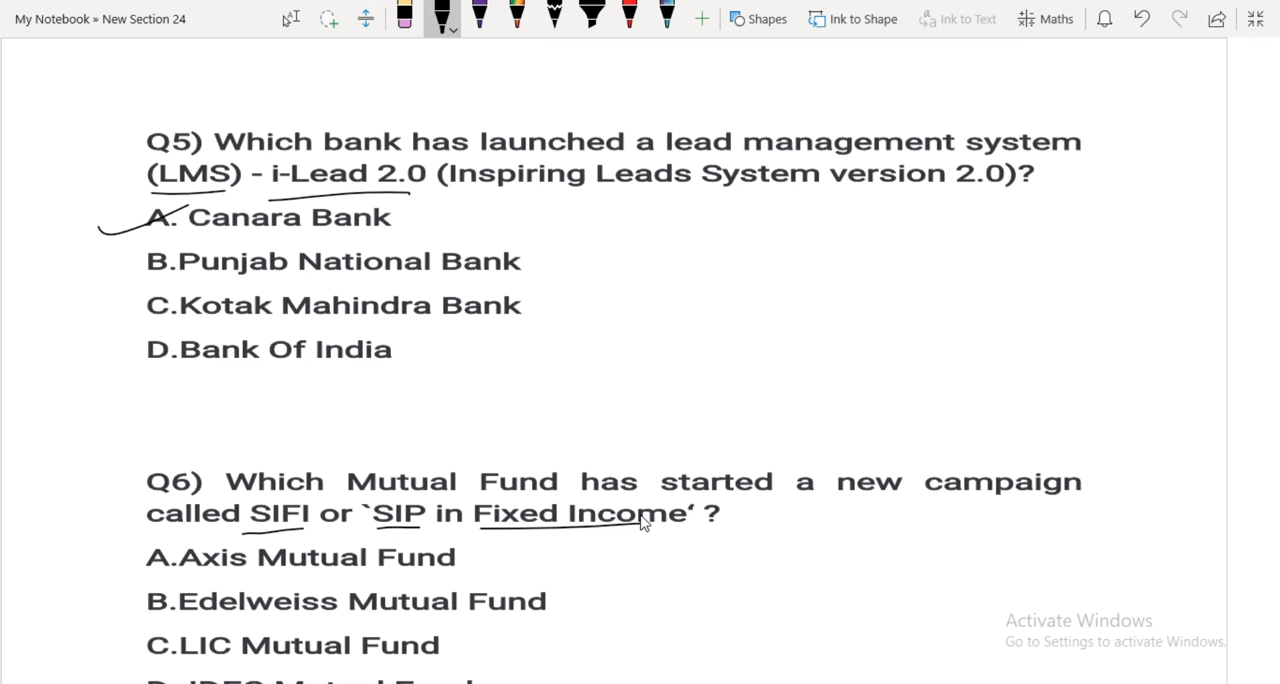 My Notebook » New Section 24
Shapes
Ink to Shape
Ink to Text
Maths
Q5) Which bank has launched a lead management system
(LMS) - i-Lead 2.0 (Inspiring Leads System version 2.0)?
A. Canara Bank
B.Punjab National Bank
C.Kotak Mahindra Bank
D.Bank Of India
Q6) Which Mutual Fund has started a new campaign
called SIFI or `SIP in Fixed Income‘ ?
A.Axis Mutual Fund
B.Edelweiss Mutual Fund
C.LIC Mutual Fund
D. IDFC Mutual Fund
Activate Windows
Go to Settings to activate Windows.